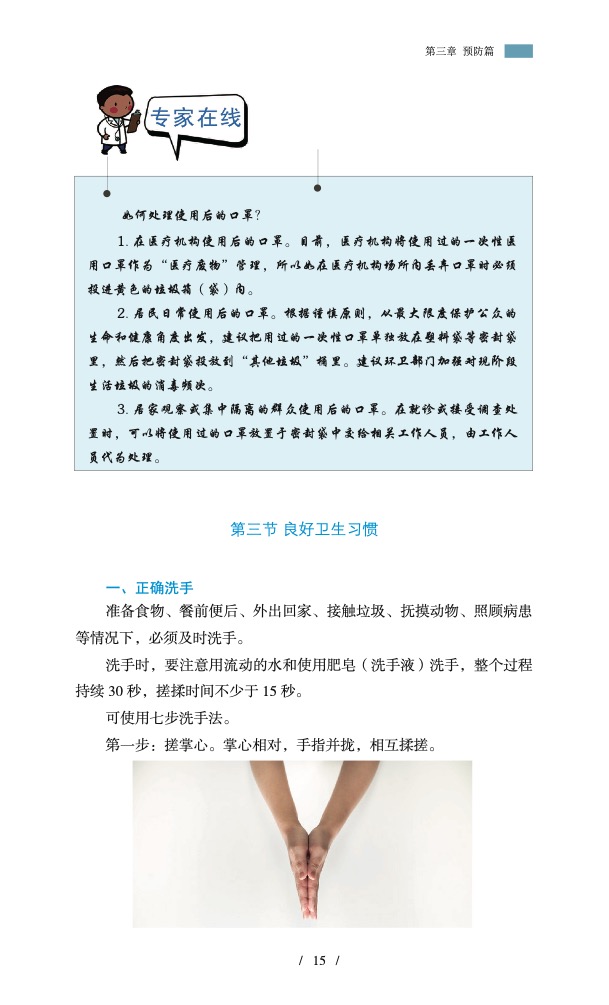 第三章 预防篇
专家在线
如何处理使用后的口罩？
1. 在医疗机构使用后的口罩。目前，医疗机构将使用过的一次性医
用口罩作为“医疗废物”管理，所以如在医疗机构场所内丢弃口罩时必须
投进黄色的垃圾箱（袋）内。
2. 居民日常使用后的口罩。根据谨慎原则，从最大限度保护公众的
生命和健康角度出发，建议把用过的一次性口罩单独放在塑料袋等密封袋
里，然后把密封袋投放到“其他垃圾”桶里。建议环卫部门加强对现阶段
生活垃圾的消毒频次。
3. 居家观察或集中隔离的群众使用后的口罩。在就诊或接受调查处
置时，可以将使用过的口罩放置于密封袋中交给相关工作人员，由工作人
员代为处理。
第三节 良好卫生习惯
一、正确洗手
准备食物、餐前便后、外出回家、接触垃圾、抚摸动物、照顾病患
等情况下，必须及时洗手。
洗手时，要注意用流动的水和使用肥皂（洗手液）洗手，整个过程
持续 30 秒，搓揉时间不少于 15 秒。
可使用七步洗手法。
第一步：搓掌心。掌心相对，手指并拢，相互揉搓。
/ 15 /